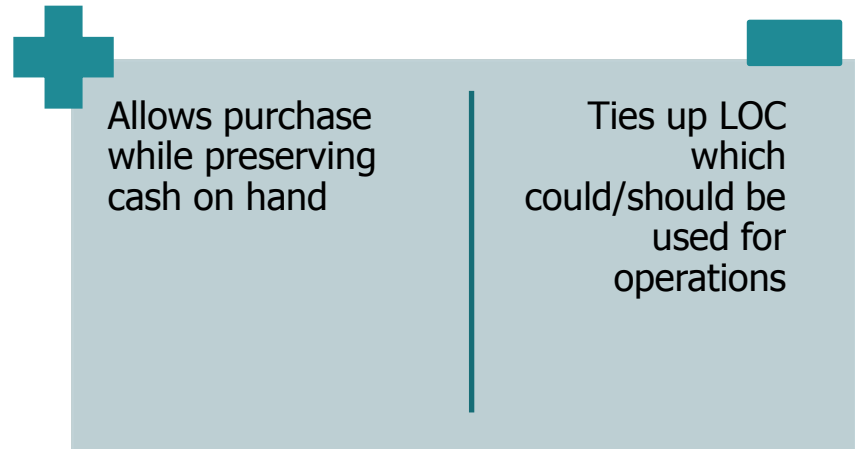 Allows purchase
while preserving
cash on hand
Ties up LOC
which
could/should be
used for
operations